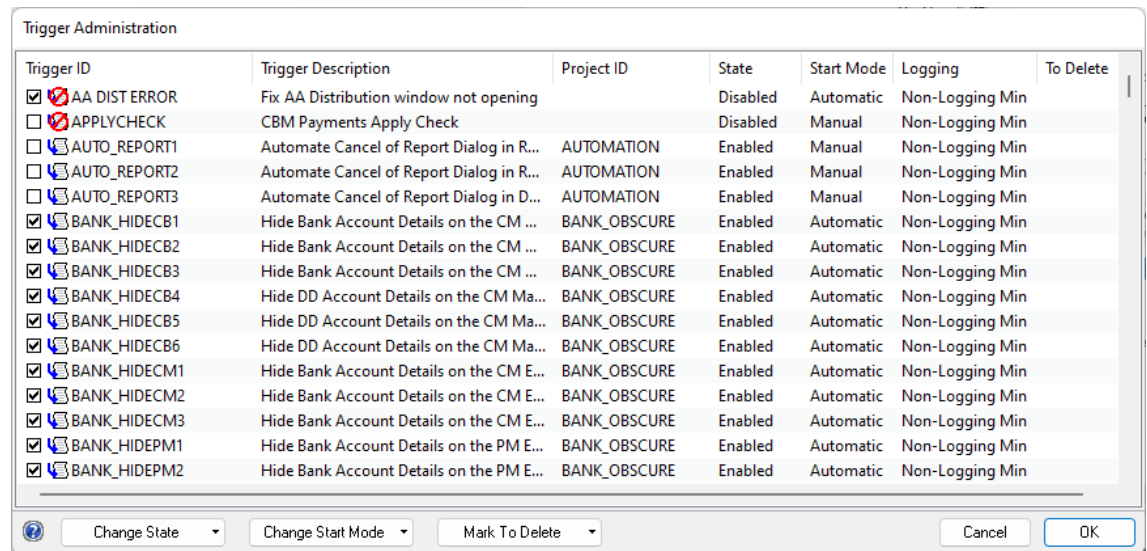 Trigger Administration
Trigger ID Trigger Description Project ID State Start Mode Logging To Delete
AA DIST ERROR Fix AA Distribution window not opening Disabled Automatic Non-Logging Min
APPLYCHECK CBM Payments Apply Check Disabled Manual Non-Logging Min
AUTO_REPORT1 Automate Cancel of Report Dialog in R... AUTOMATION Enabled Manual Non-Logging Min
AUTO_REPORT2 Automate Cancel of Report Dialog in R... AUTOMATION Enabled Manual Non-Logging Min
AUTO_REPORT3 Automate Cancel of Report Dialog in D... AUTOMATION Enabled Manual Non-Logging Min
BANK_HIDECB1 Hide Bank Account Details on the CM ... BANK_OBSCURE Enabled Automatic Non-Logging Min
BANK_HIDECB2 Hide Bank Account Details on the CM ... BANK_OBSCURE Enabled Automatic Non-Logging Min
BANK_HIDECB3 Hide Bank Account Details on the CM ... BANK_OBSCURE Enabled Automatic Non-Logging Min
BANK_HIDECB4 Hide DD Account Details on the CM Ma... BANK_OBSCURE Enabled Automatic Non-Logging Min
BANK_HIDECB5 Hide DD Account Details on the CM Ma... BANK_OBSCURE Enabled Automatic Non-Logging Min
BANK_HIDECB6 Hide DD Account Details on the CM Ma... BANK_OBSCURE Enabled Automatic Non-Logging Min
BANK_HIDECM1 Hide Bank Account Details on the CM E... BANK_OBSCURE Enabled Automatic Non-Logging Min
BANK_HIDECM2 Hide Bank Account Details on the CM E... BANK_OBSCURE Enabled Automatic Non-Logging Min
BANK_HIDECM3 Hide Bank Account Details on the CM E... BANK_OBSCURE Enabled Automatic Non-Logging Min
BANK_HIDEPM1 Hide Bank Account Details on the PM E... BANK_OBSCURE Enabled Automatic Non-Logging Min
BANK_HIDEPM2 Hide Bank Account Details on the PM E... BANK_OBSCURE Enabled Automatic Non-Logging Min
Change State Change Start Mode Mark To Delete Cancel OK